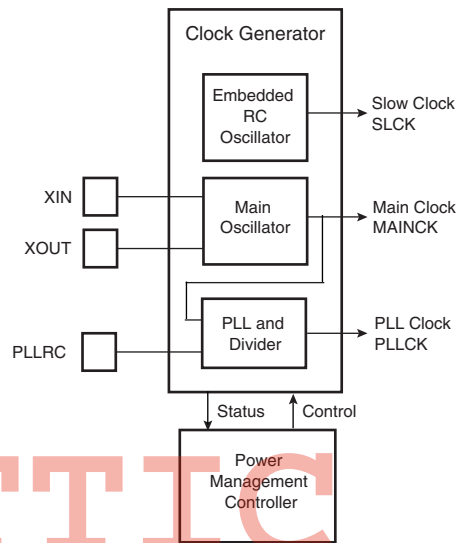 Clock Generator
Embedded
RC
Oscillator
Slow Clock
SLCK
XIN
Main
Oscillator
Main Clock
MAINCK
XOUT
PLL and
Divider
PLL Clock
PLLCK
PLLRC
Status
Control
Power
Management
Controller
TTIC